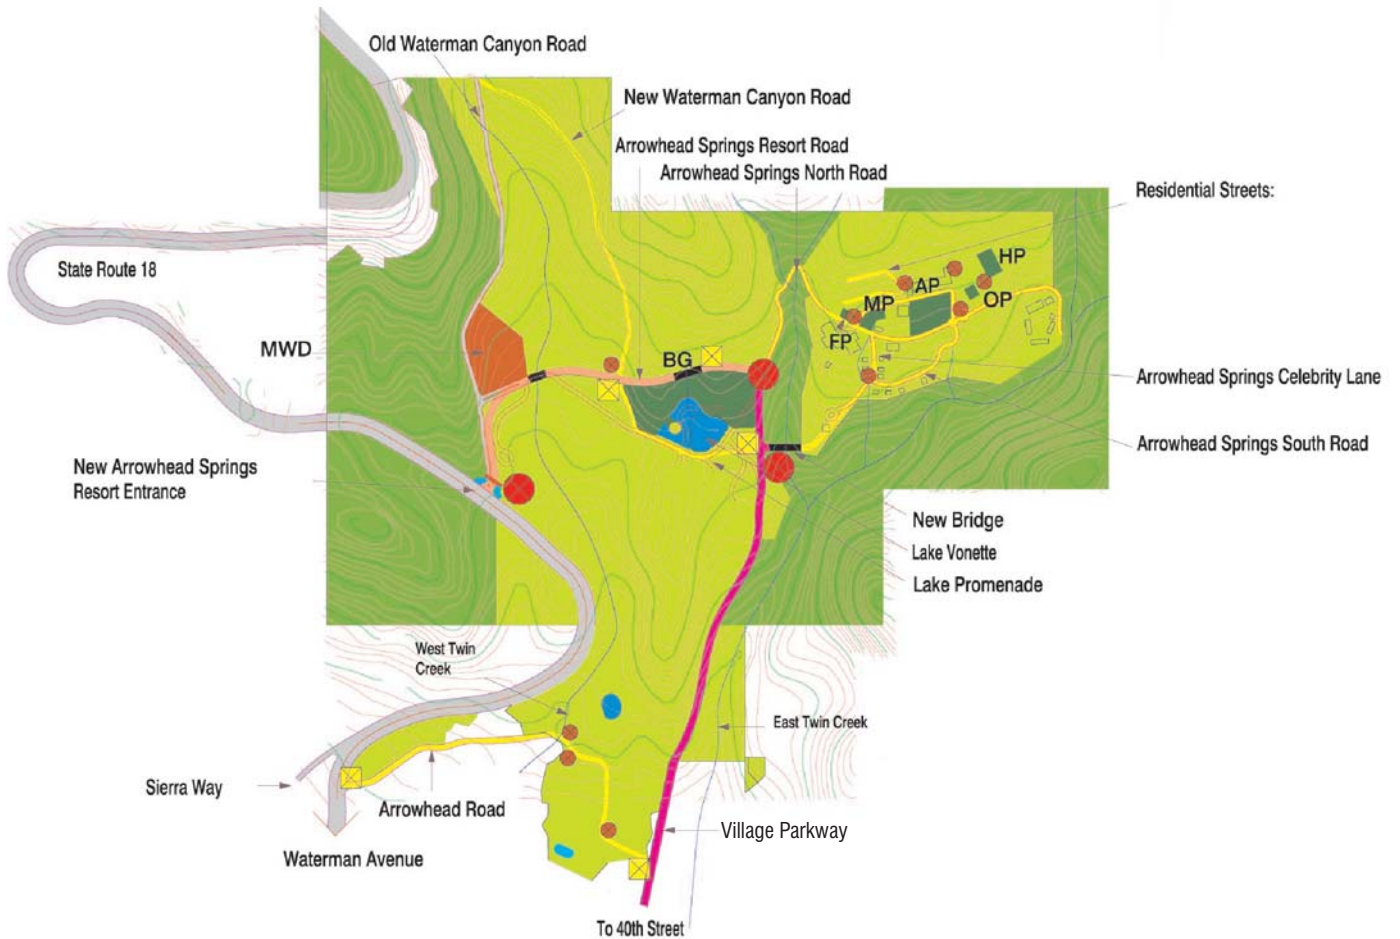 Old Waterman Canyon Road
New Waterman Canyon Road
Arrowhead Springs Resort Road
Arrowhead Springs North Road
Residential Streets:
State Route 18
HP
AP
OP
MP
FP
MWD
BG
Arrowhead Springs Celebrity Lane
Arrowhead Springs South Road
New Arrowhead Springs
Resort Entrance
New Bridge
Lake Vonette
Lake Promenade
West Twin
Creek
East Twin Creek
Sierra Way
Arrowhead Road
Village Parkway
Waterman Avenue
To 40th Street